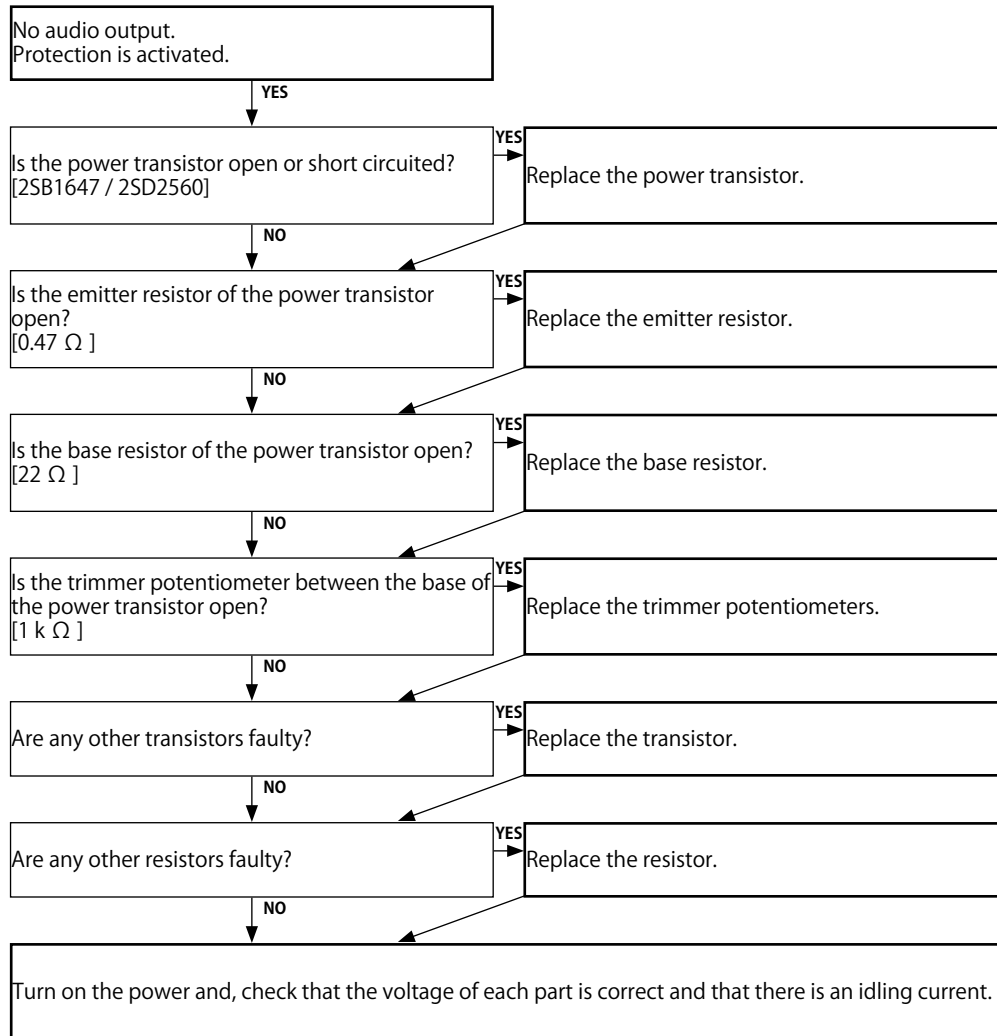 No audio output.
Protection is activated.
YES
Is the power transistor open or short circuited?
[2SB1647 / 2SD2560]
YES
Replace the power transistor.
NO
Is the emitter resistor of the power transistor
open?
[0.47 Ω ]
YES
Replace the emitter resistor.
NO
Is the base resistor of the power transistor open?
[22 Ω ]
YES
Replace the base resistor.
NO
Is the trimmer potentiometer between the base of
the power transistor open?
[1 k Ω ]
YES
Replace the trimmer potentiometers.
NO
Are any other transistors faulty?
YES
Replace the transistor.
NO
Are any other resistors faulty?
YES
Replace the resistor.
NO
Turn on the power and, check that the voltage of each part is correct and that there is an idling current.